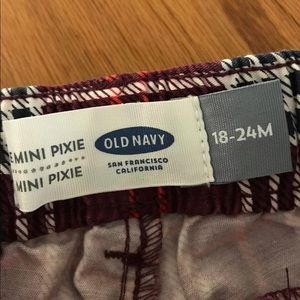 MINI PIXIE
MINI PIXIE
OLD NAVY
SAN FRANCISCO
CALIFORNIA
18-24M